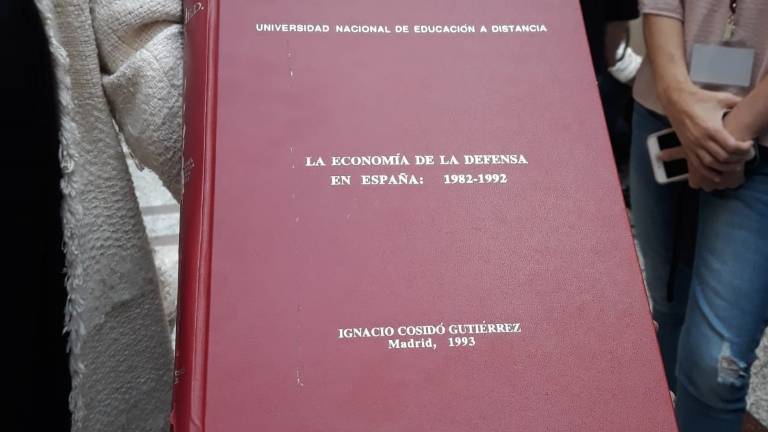 UNIVERSIDAD NACIONAL DE EDUCACIÓN A DISTANCIA
LA ECONOMÍA DE LA DEFENSA
EN ESPAÑA: 1982-1992
IGNACIO COSIDÓ GUTIÉRREZ
Madrid, 1993